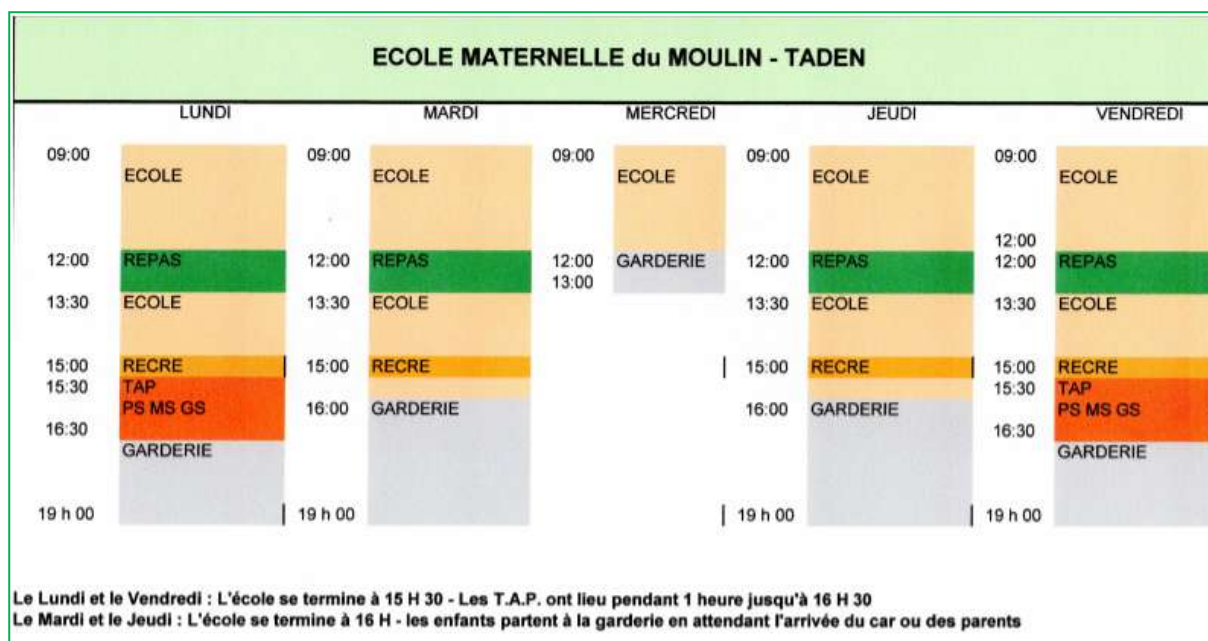 ECOLE MATERNELLE du MOULIN - TADEN
LUNDI MARDI MERCREDI JEUDI VENDREDI
09:00 09:00 09:00 09:00 09:00
ECOLE ECOLE ECOLE ECOLE ECOLE
12:00
12:00 REPAS 12:00 REPAS 12:00 GARDERIE 12:00 REPAS 12:00 REPAS
13:00
13:30 ECOLE 13:30 ECOLE 13:30 ECOLE 13:30 ECOLE
15:00 RECRE 15:00 RECRE 15:00 RECRE 15:00 RECRE
15:30 TAP 15:30 TAP
PS MS GS 16:00 GARDERIE 16:00 GARDERIE PS MS GS
16:30 16:30
GARDERIE GARDERIE
19 h 00 19 h 00 19 h 00 19 h 00
Le Lundi et le Vendredi : L'école se termine à 15 H 30 - Les T.A.P. ont lieu pendant 1 heure jusqu'à 16 H 30
Le Mardi et le Jeudi : L'école se termine à 16 H - les enfants partent à la garderie en attendant l'arrivée du car ou des parents